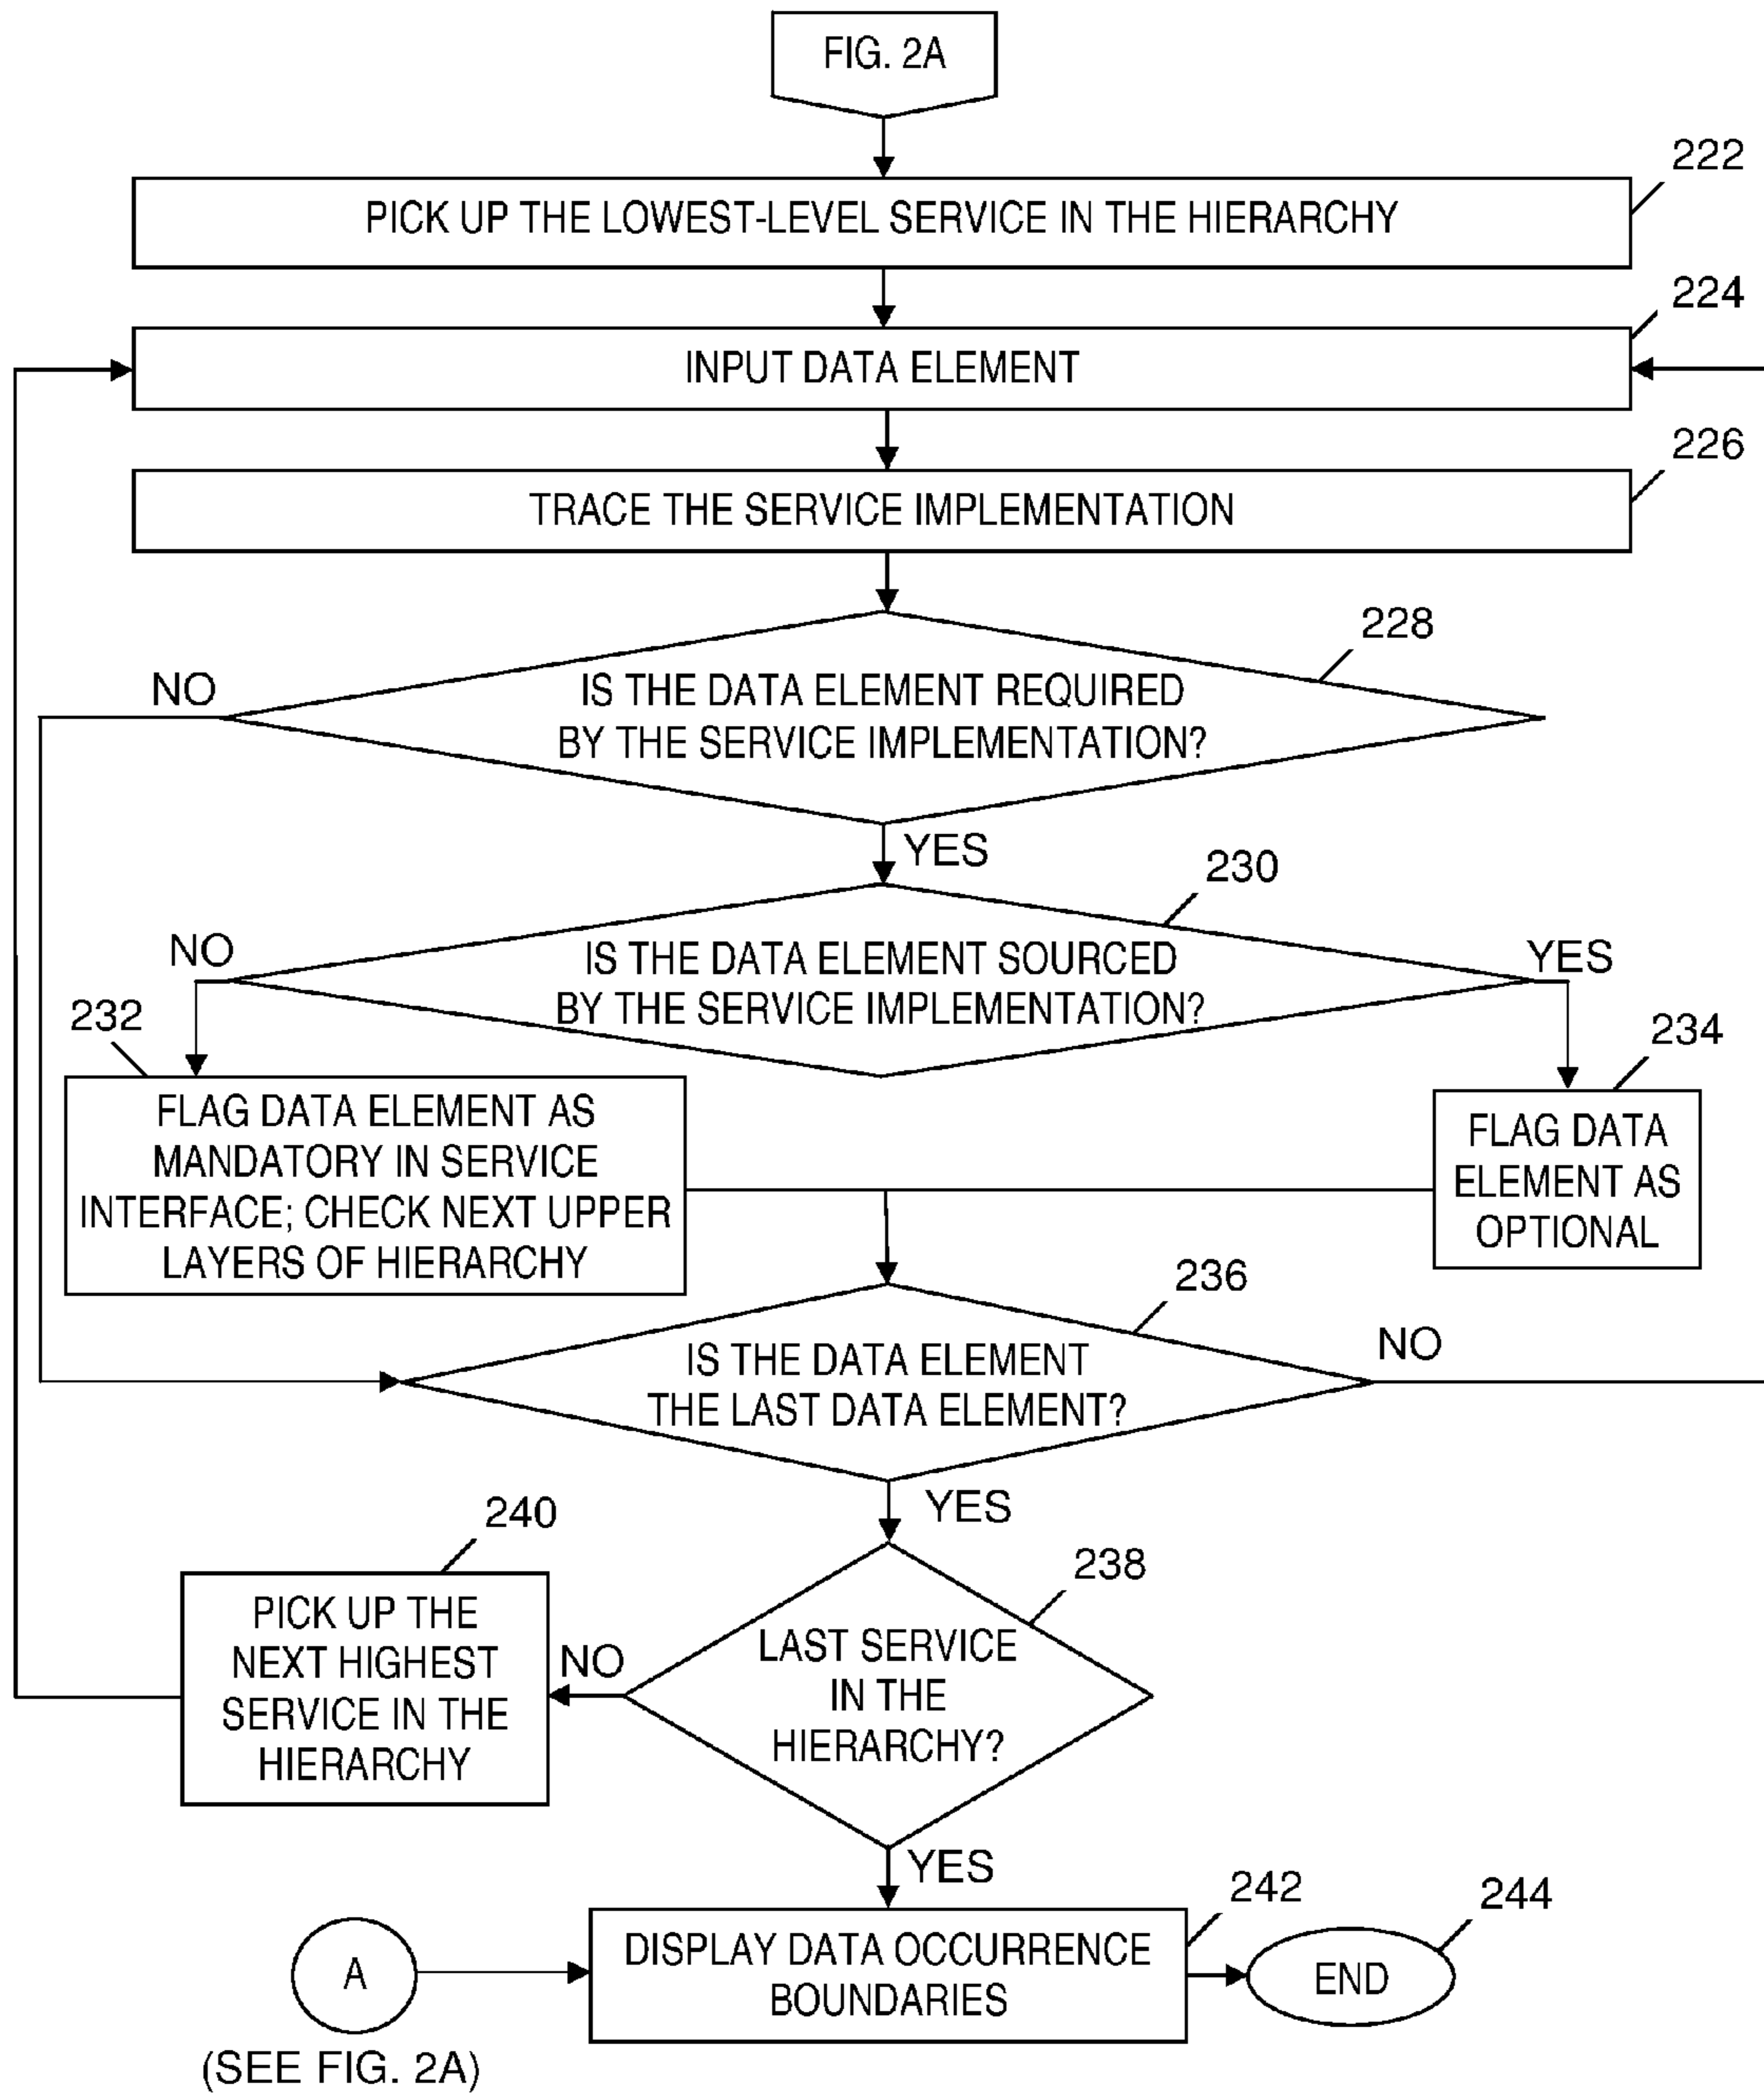 FIG. 2A
222
PICK UP THE LOWEST-LEVEL SERVICE IN THE HIERARCHY
224
INPUT DATA ELEMENT
226
TRACE THE SERVICE IMPLEMENTATION
228
NO
IS THE DATA ELEMENT REQUIRED
BY THE SERVICE IMPLEMENTATION?
YES
230
NO
IS THE DATA ELEMENT SOURCED
BY THE SERVICE IMPLEMENTATION?
YES
232
FLAG DATA ELEMENT AS
MANDATORY IN SERVICE
INTERFACE; CHECK NEXT UPPER
LAYERS OF HIERARCHY
234
FLAG DATA
ELEMENT AS
OPTIONAL
236
IS THE DATA ELEMENT
THE LAST DATA ELEMENT?
NO
YES
238
LAST SERVICE
IN THE
HIERARCHY?
NO
240
PICK UP THE
NEXT HIGHEST
SERVICE IN THE
HIERARCHY
YES
242
DISPLAY DATA OCCURRENCE
BOUNDARIES
244
END
A
(SEE FIG. 2A)